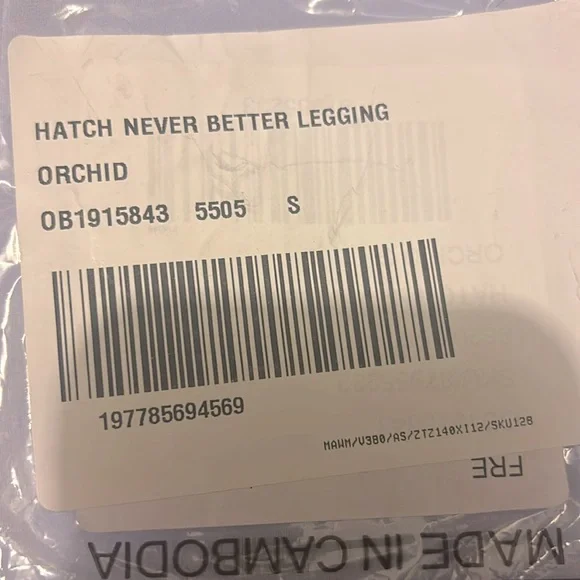 HATCH NEVER BETTER LEGGING
ORCHID
OB1915843 5505 S
197785694569
MAWM/V3B0/AS/ZTZ140XI12/SKU128
FRE
MADE IN CAMBODIA